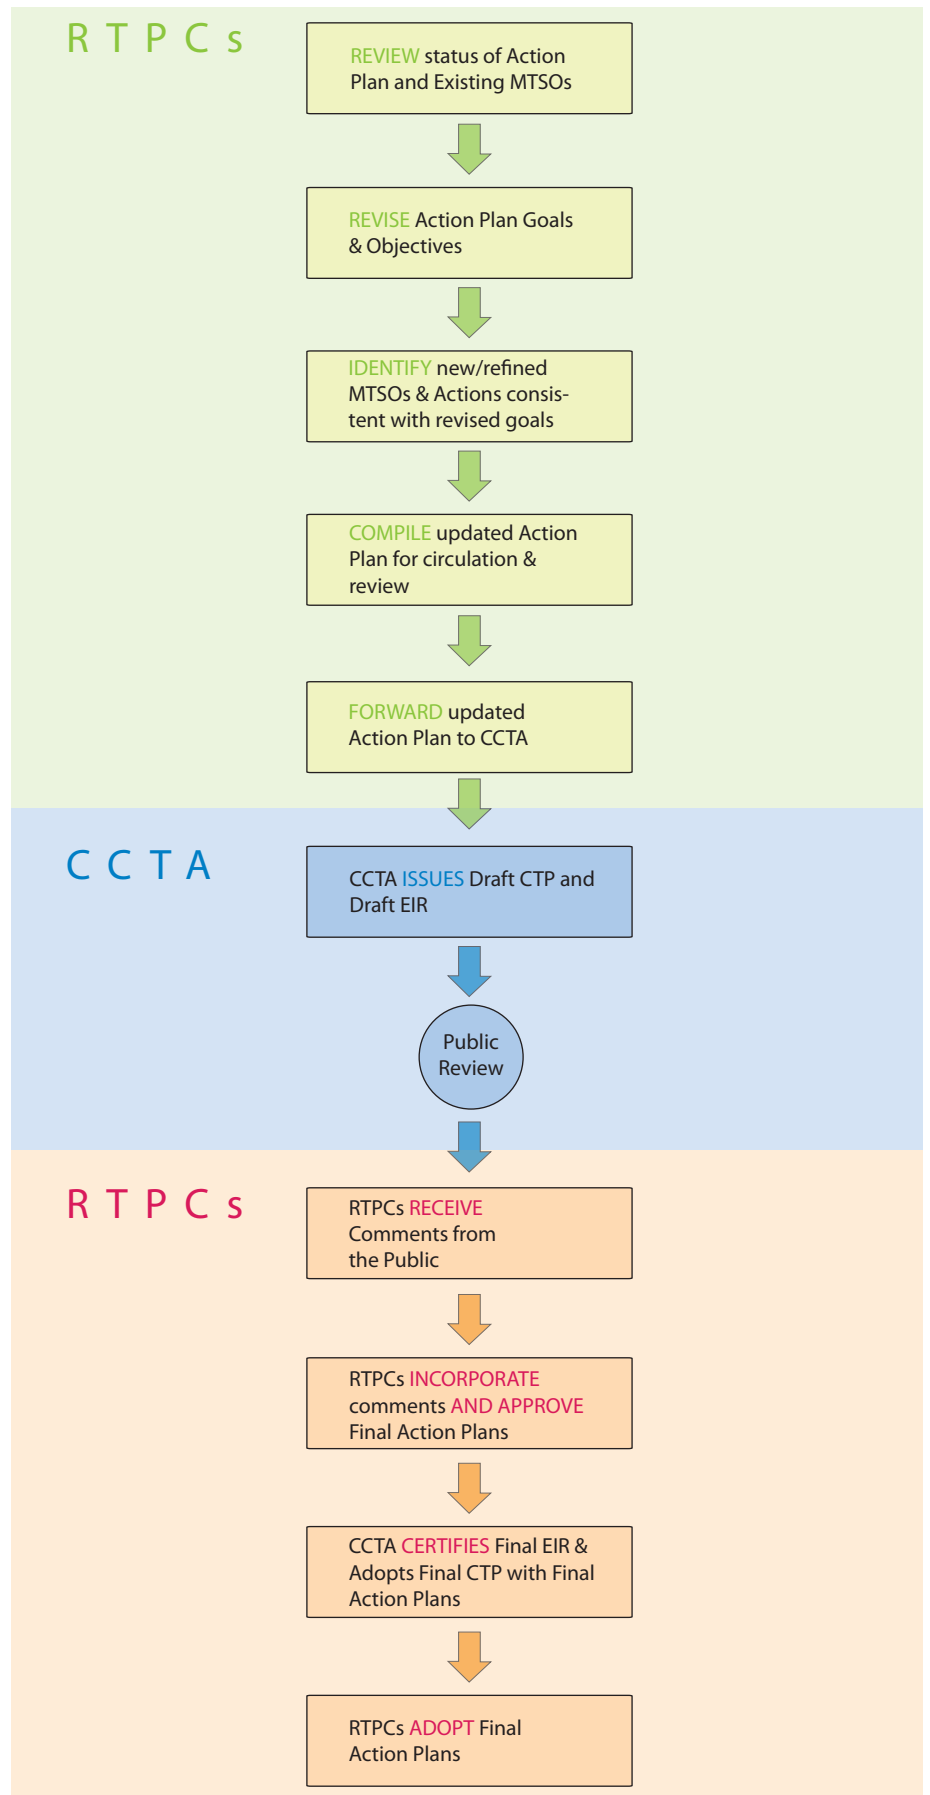 R T P C s
REVIEW status of Action
Plan and Existing MTSOs
REVISE Action Plan Goals
& Objectives
IDENTIFY new/refined
MTSOs & Actions consis-
tent with revised goals
COMPILE updated Action
Plan for circulation &
review
FORWARD updated
Action Plan to CCTA
C C T A
CCTA ISSUES Draft CTP and
Draft EIR
Public
Review
R T P C s
RTPCs RECEIVE
Comments from
the Public
RTPCs INCORPORATE
comments AND APPROVE
Final Action Plans
CCTA CERTIFIES Final EIR &
Adopts Final CTP with Final
Action Plans
RTPCs ADOPT Final
Action Plans